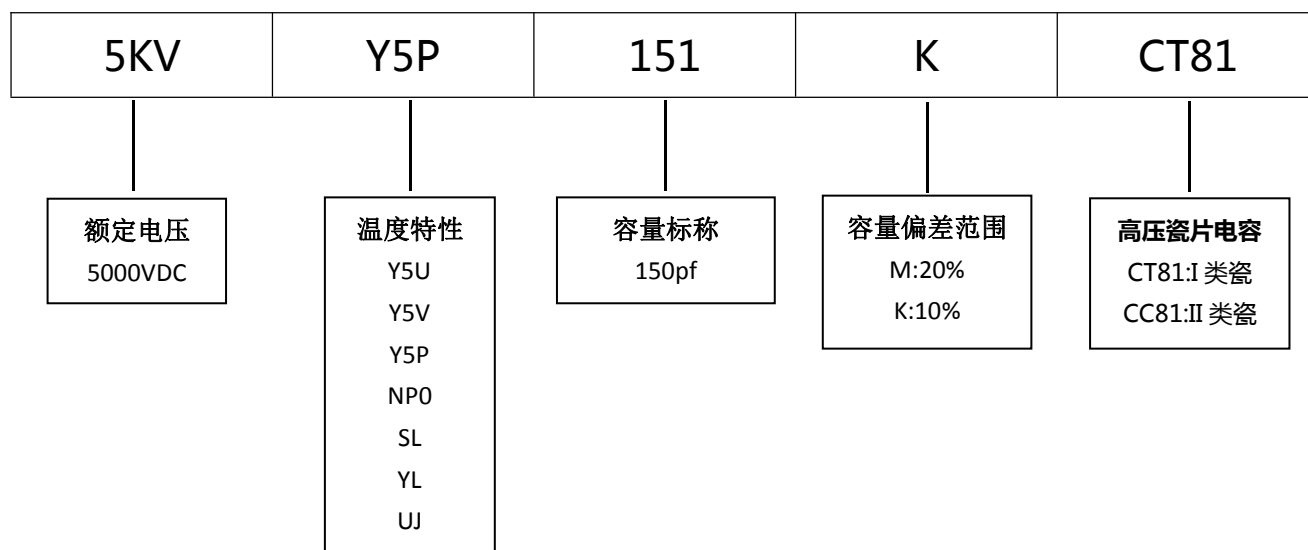 5KV Y5P 151 K CT81
额定电压
5000VDC
温度特性
Y5U
Y5V
Y5P
NP0
SL
YL
UJ
容量标称
150pf
容量偏差范围
M:20%
K:10%
高压瓷片电容
CT81:I 类瓷
CC81:II 类瓷